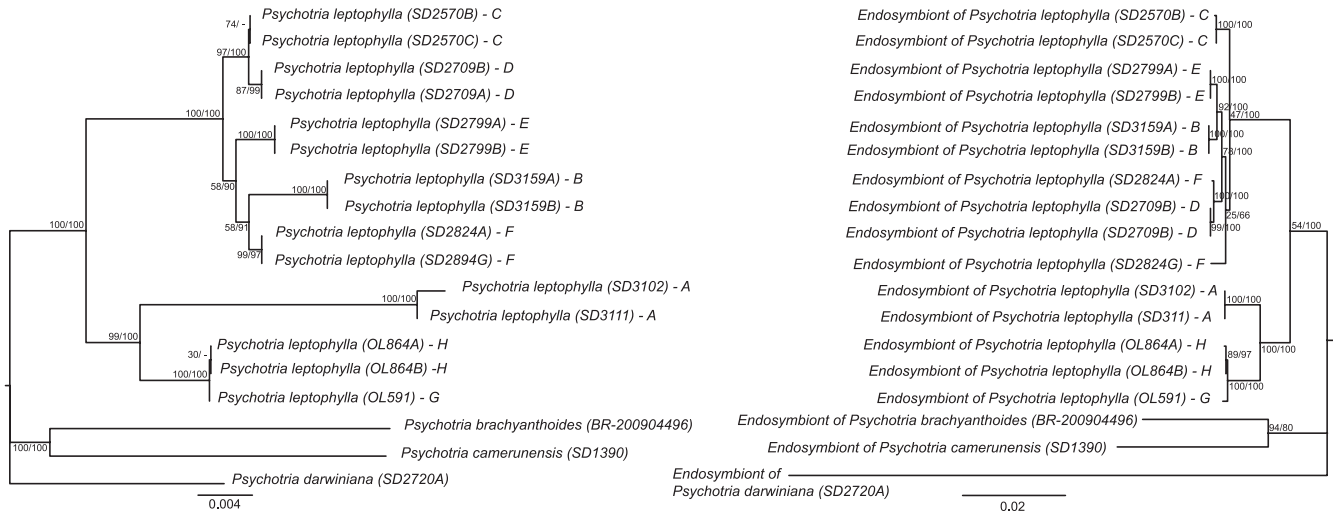 Psychotria leptophylla (SD2570B) - C
74/ -
Psychotria leptophylla (SD2570C) - C
97/100
Psychotria leptophylla (SD2709B) - D
87/99
Psychotria leptophylla (SD2709A) - D
100/100
Psychotria leptophylla (SD2799A) - E
100/100
Psychotria leptophylla (SD2799B) - E
58/90
Psychotria leptophylla (SD3159A) - B
100/100
Psychotria leptophylla (SD3159B) - B
58/91
Psychotria leptophylla (SD2824A) - F
99/97
Psychotria leptophylla (SD2894G) - F
100/100
Psychotria leptophylla (SD3102) - A
100/100
Psychotria leptophylla (SD3111) - A
99/100
Psychotria leptophylla (OL864A) - H
30/ -
Psychotria leptophylla (OL864B) -H
100/100
Psychotria leptophylla (OL591) - G
Psychotria brachyanthoides (BR-200904496)
100/100
Psychotria camerunensis (SD1390)
Psychotria darwiniana (SD2720A)
0.004
Endosymbiont of Psychotria leptophylla (SD2570B) - C
100/100
Endosymbiont of Psychotria leptophylla (SD2570C) - C
Endosymbiont of Psychotria leptophylla (SD2799A) - E
100/100
Endosymbiont of Psychotria leptophylla (SD2799B) - E
92/100
47/100
Endosymbiont of Psychotria leptophylla (SD3159A) - B
100/100
Endosymbiont of Psychotria leptophylla (SD3159B) - B
78/100
Endosymbiont of Psychotria leptophylla (SD2824A) - F
100/100
Endosymbiont of Psychotria leptophylla (SD2709B) - D
25/66
99/100
Endosymbiont of Psychotria leptophylla (SD2709B) - D
54/100
Endosymbiont of Psychotria leptophylla (SD2824G) - F
Endosymbiont of Psychotria leptophylla (SD3102) - A
100/100
Endosymbiont of Psychotria leptophylla (SD311) - A
Endosymbiont of Psychotria leptophylla (OL864A) - H
89/97
100/100
Endosymbiont of Psychotria leptophylla (OL864B) - H
100/100
Endosymbiont of Psychotria leptophylla (OL591) - G
Endosymbiont of Psychotria brachyanthoides (BR-200904496)
94/80
Endosymbiont of Psychotria camerunensis (SD1390)
Endosymbiont of
Psychotria darwiniana (SD2720A)
0.02